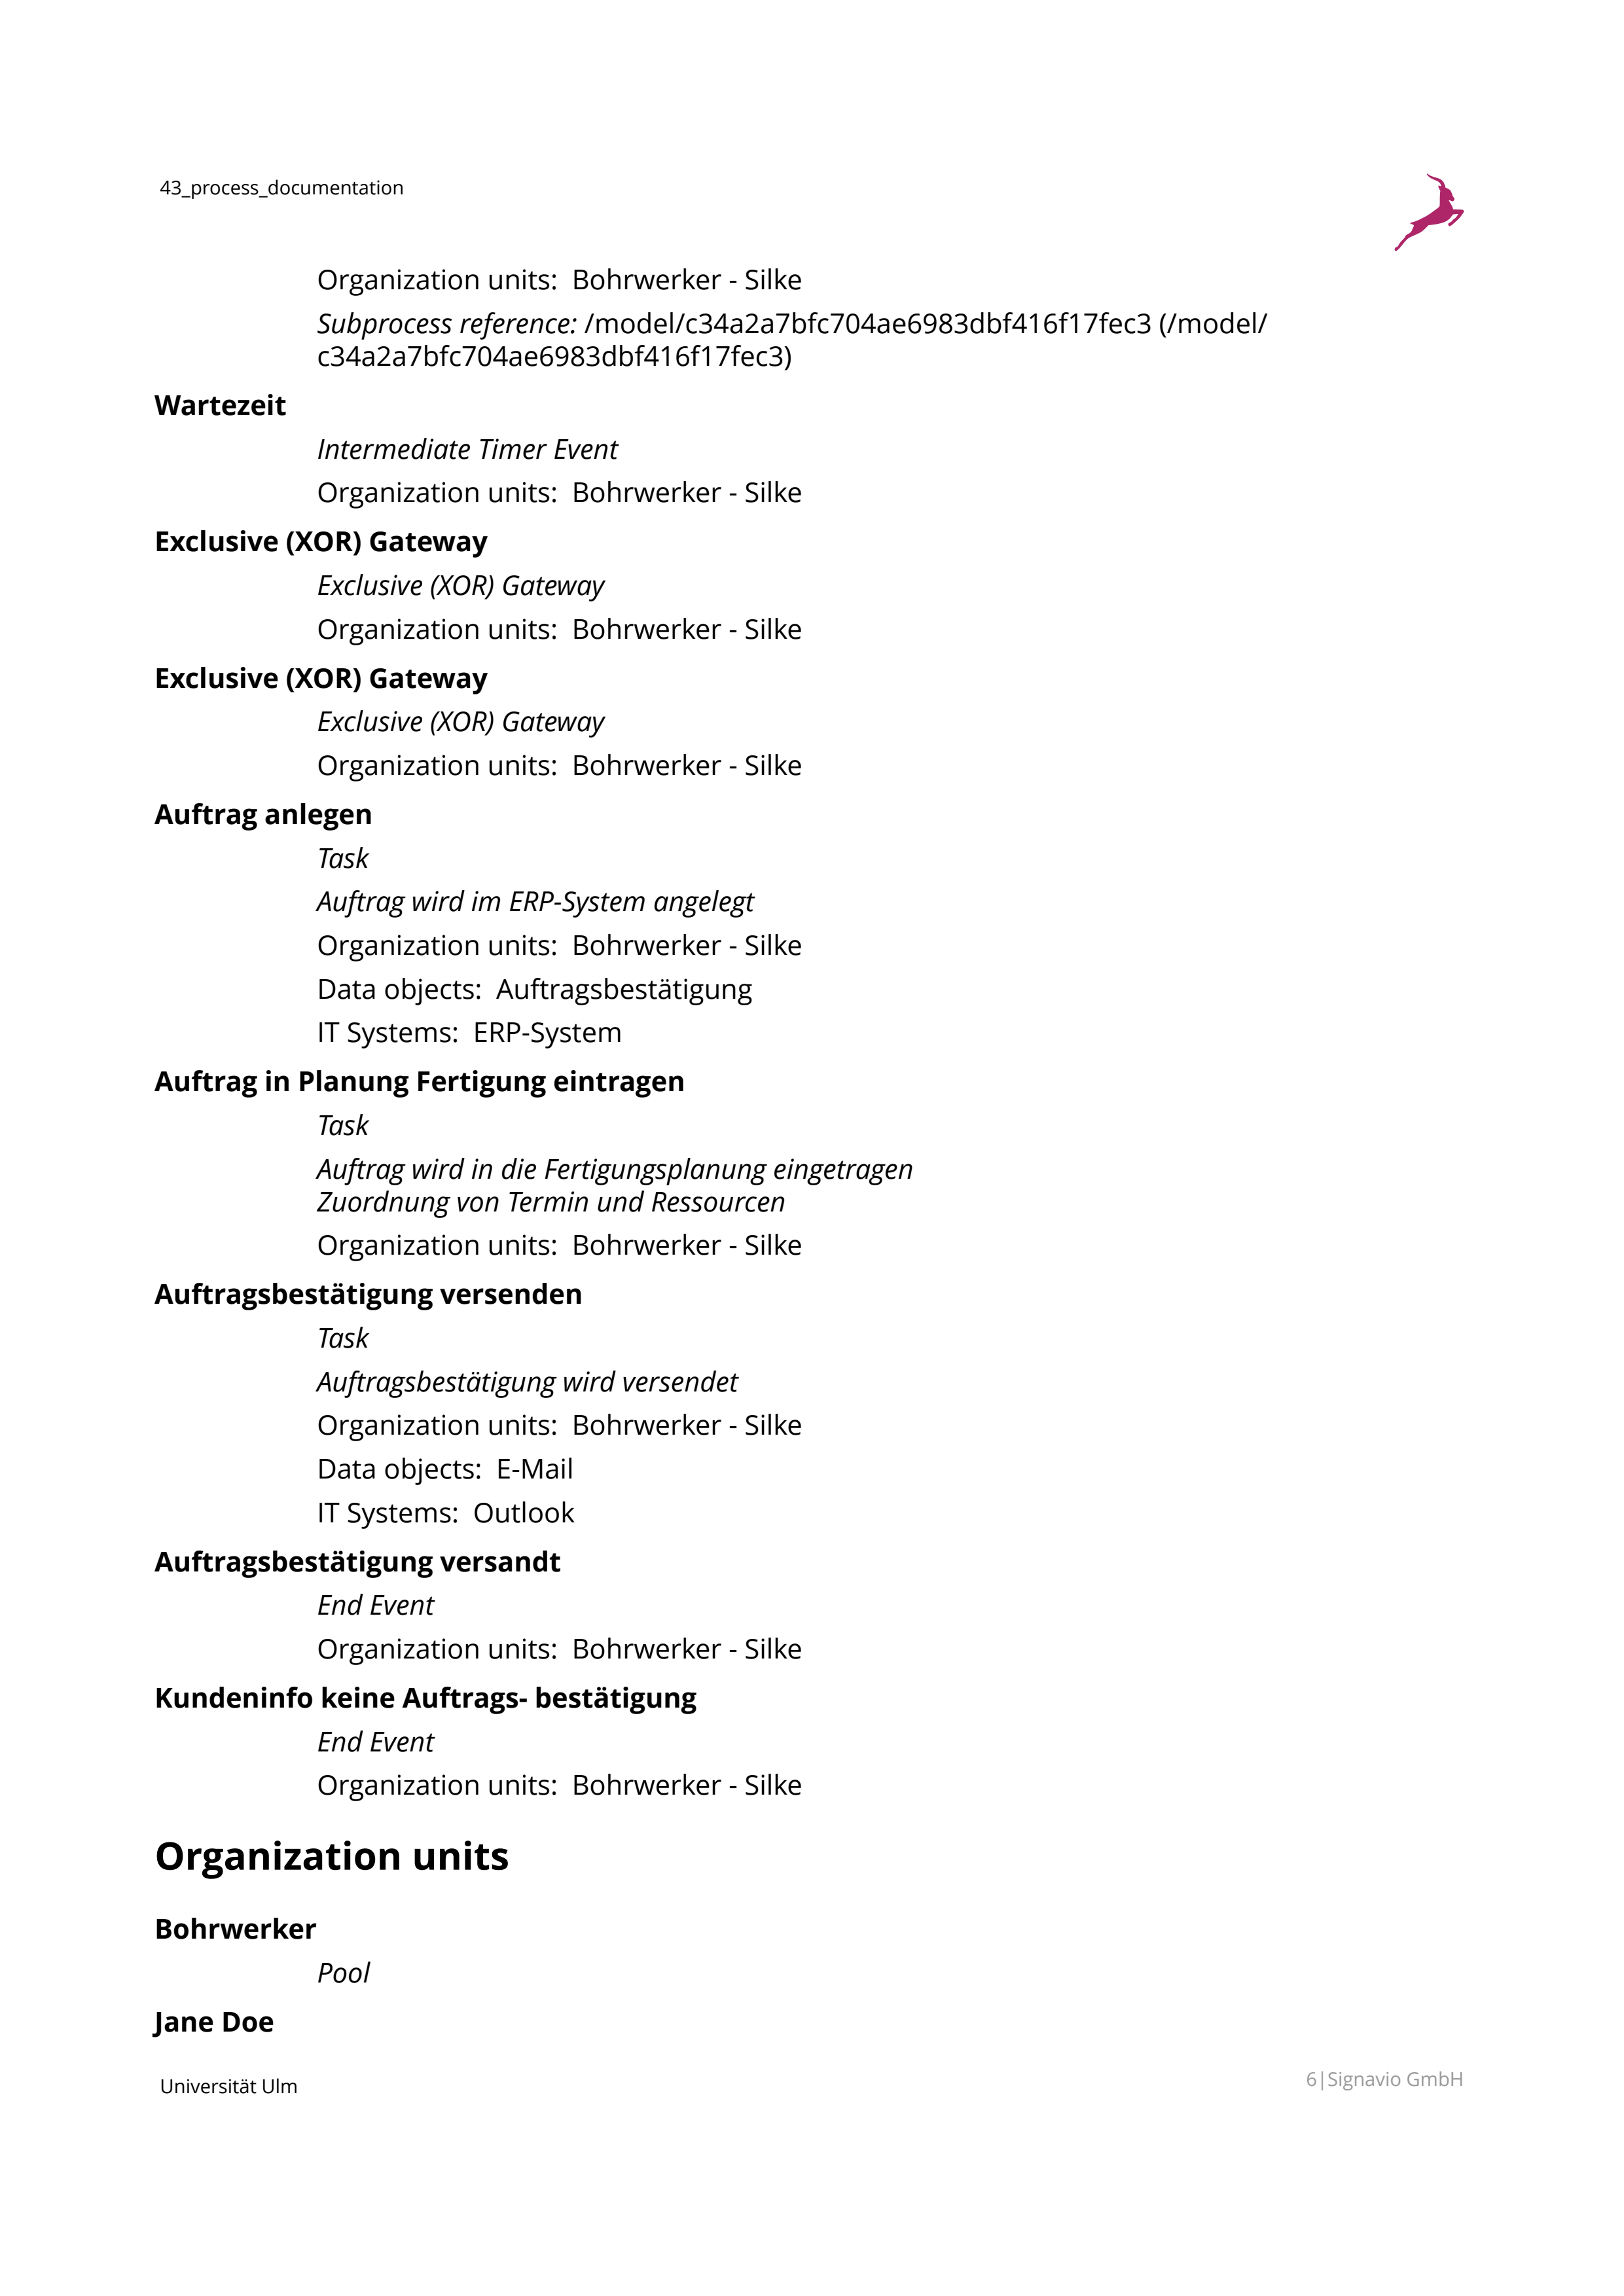 43_process_documentation
Organization units:  Bohrwerker - Silke
Subprocess reference: /model/c34a2a7bfc704ae6983dbf416f17fec3 (/model/
c34a2a7bfc704ae6983dbf416f17fec3)
Wartezeit
Intermediate Timer Event
Organization units:  Bohrwerker - Silke
Exclusive (XOR) Gateway
Exclusive (XOR) Gateway
Organization units:  Bohrwerker - Silke
Exclusive (XOR) Gateway
Exclusive (XOR) Gateway
Organization units:  Bohrwerker - Silke
Auftrag anlegen
Task
Auftrag wird im ERP-System angelegt
Organization units:  Bohrwerker - Silke
Data objects:  Auftragsbestätigung
IT Systems:  ERP-System
Auftrag in Planung Fertigung eintragen
Task
Auftrag wird in die Fertigungsplanung eingetragen
Zuordnung von Termin und Ressourcen
Organization units:  Bohrwerker - Silke
Auftragsbestätigung versenden
Task
Auftragsbestätigung wird versendet
Organization units:  Bohrwerker - Silke
Data objects:  E-Mail
IT Systems:  Outlook
Auftragsbestätigung versandt
End Event
Organization units:  Bohrwerker - Silke
Kundeninfo keine Auftrags- bestätigung
End Event
Organization units:  Bohrwerker - Silke
Organization units
Bohrwerker
Pool
Jane Doe
Universität Ulm
6|Signavio GmbH